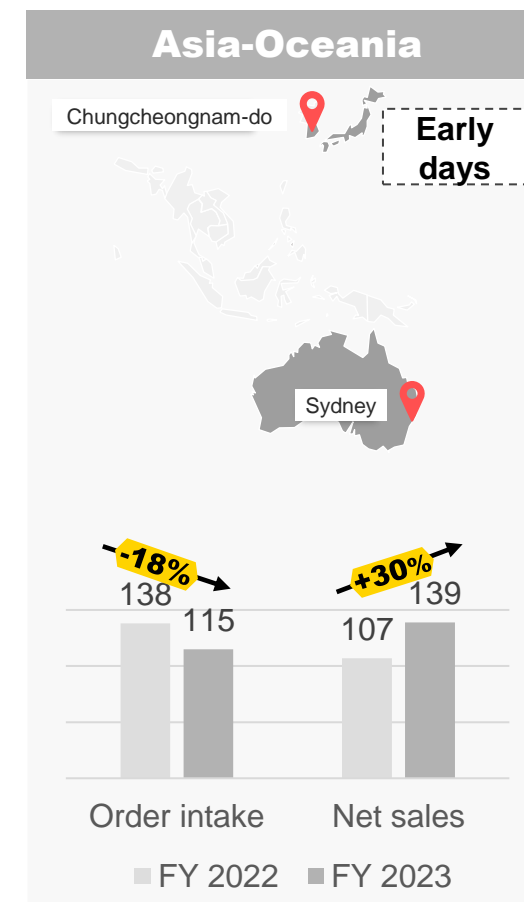 Asia-Oceania
Chungcheongnam-do
Early
days
Sydney
-18%
+30%
138
115
107
139
Order intake
Net sales
FY 2022
FY 2023